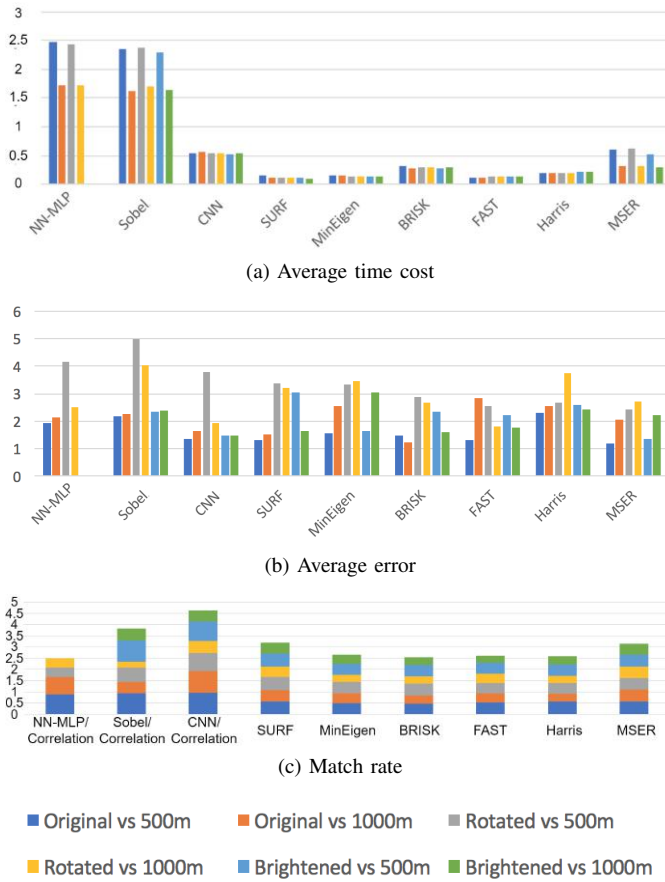 3
2.5
2
1.5
1
0.5
0
NN-MLP
Sobel
CNN
SURF
MinEigen
BRISK
FAST
Harris
MSER
(a) Average time cost
6
5
4
3
2
1
0
NN-MLP
Sobel
CNN
SURF
MinEigen
BRISK
FAST
Harris
MSER
(b) Average error
5
4.5
4
3.5
3
2.5
2
1.5
1
0.5
0
NN-MLP/
Correlation
Sobel/
Correlation
CNN/
Correlation
SURF
MinEigen
BRISK
FAST
Harris
MSER
(c) Match rate
Original vs 500m
Original vs 1000m
Rotated vs 500m
Rotated vs 1000m
Brightened vs 500m
Brightened vs 1000m